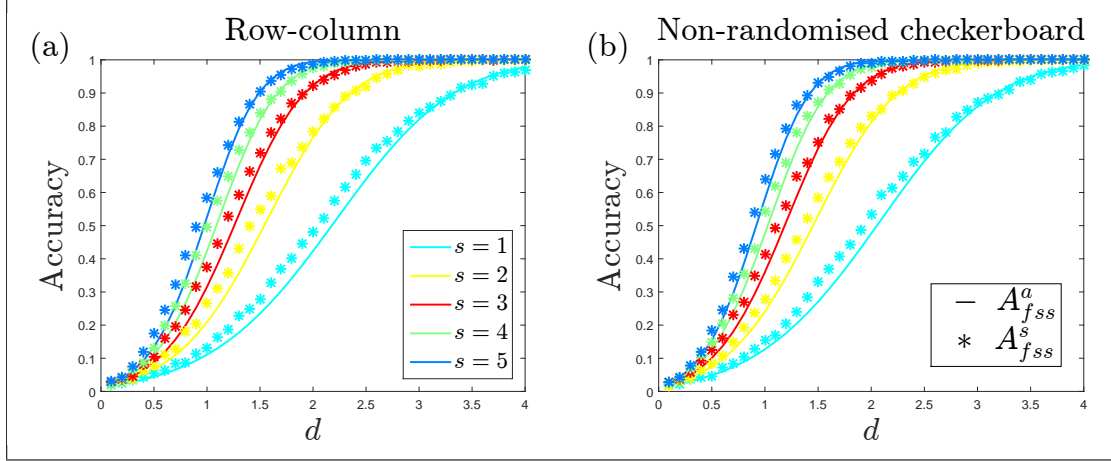 (a) Row-column
Accuracy
1
0.9
0.8
0.7
0.6
0.5
0.4
0.3
0.2
0.1
0
0 0.5 1 1.5 2 2.5 3 3.5 4
d
s = 1
s = 2
s = 3
s = 4
s = 5
(b) Non-randomised checkerboard
Accuracy
1
0.9
0.8
0.7
0.6
0.5
0.4
0.3
0.2
0.1
0
0 0.5 1 1.5 2 2.5 3 3.5 4
d
− A^a_{fss}
* A^s_{fss}